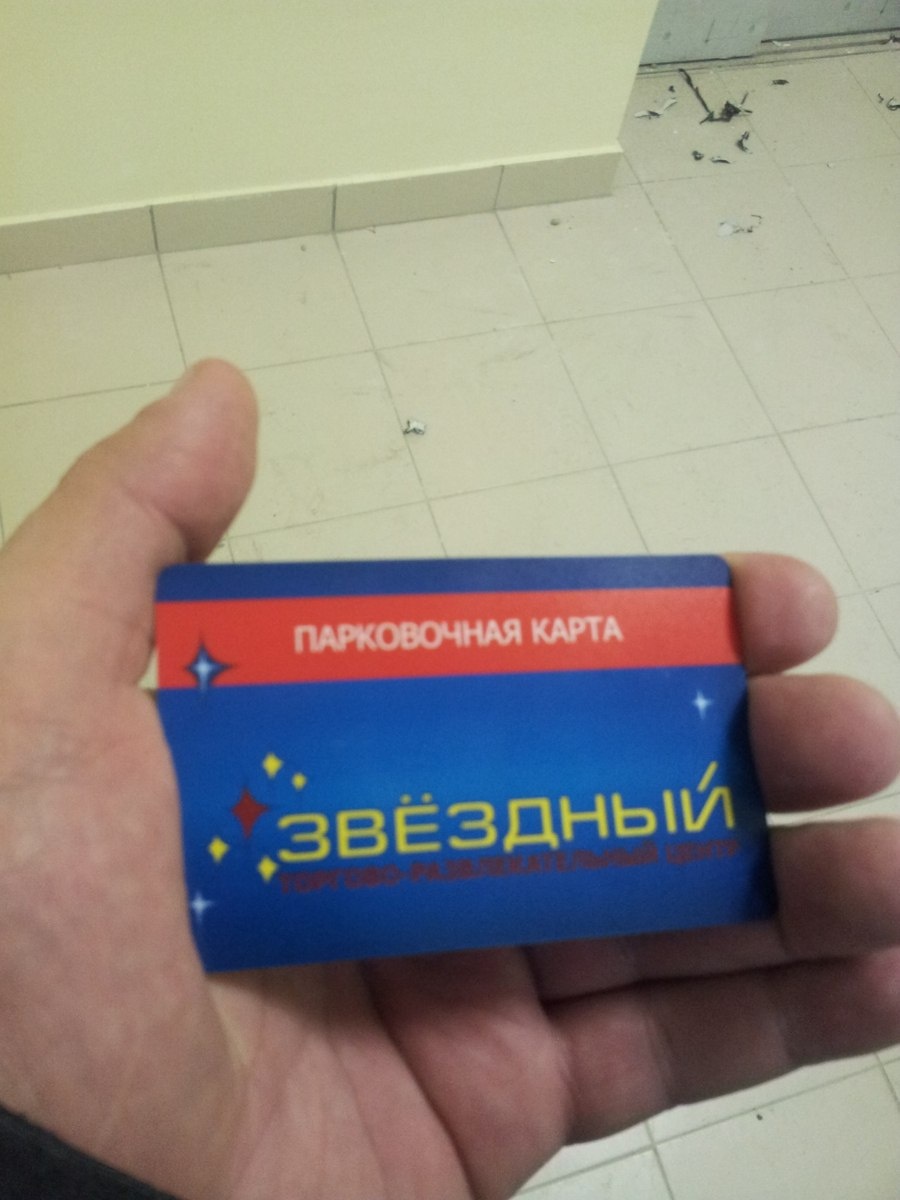 ПАРКОВОЧНАЯ КАРТА
ЗВЁЗДНЫЙ
ТОРГОВО-РАЗВЛЕКАТЕЛЬНЫЙ ЦЕНТР